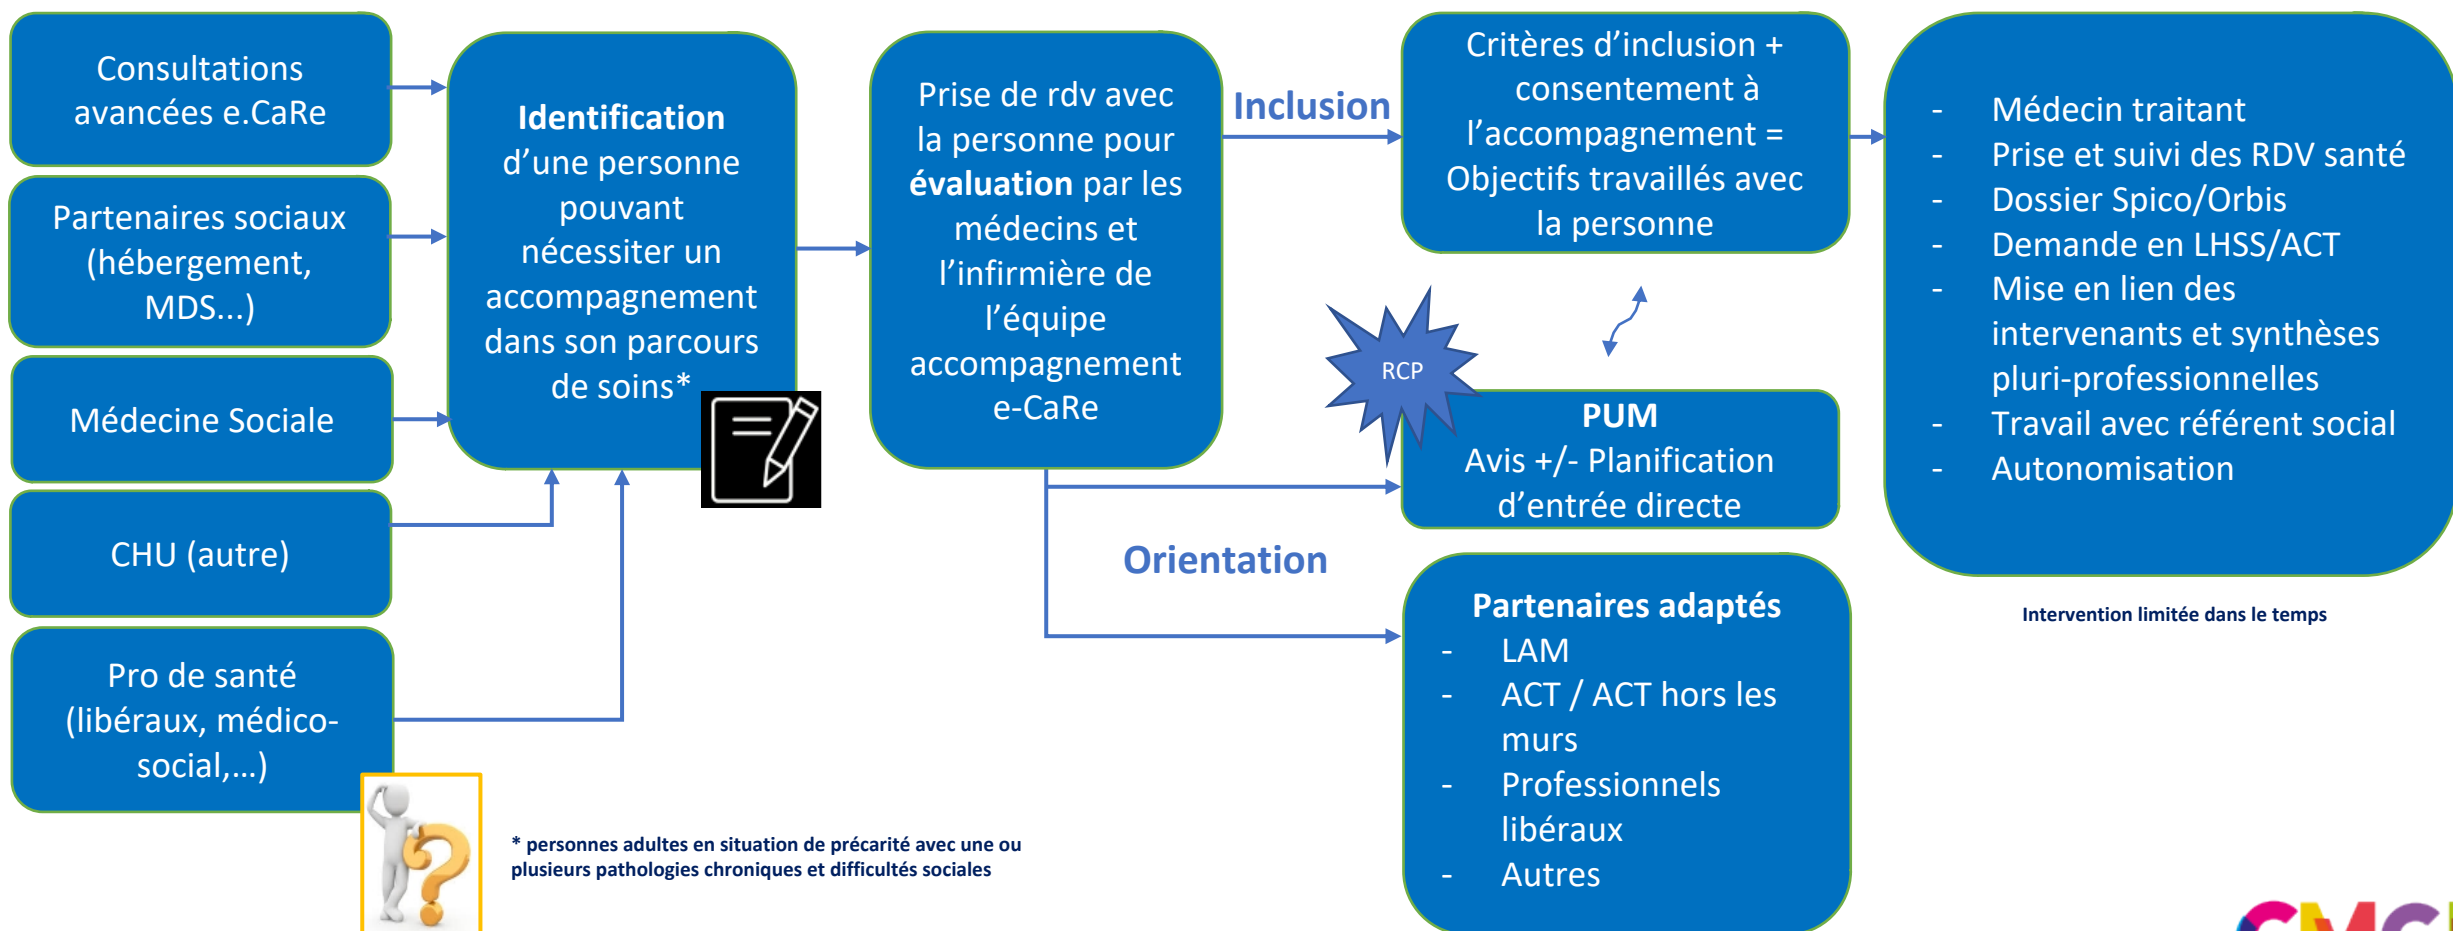 Consultations
avancées e.CaRe
Partenaires sociaux
(hébergement,
MDS...)
Médecine Sociale
CHU (autre)
Pro de santé
(libéraux, médico-
social,…)
Identification
d’une personne
pouvant
nécessiter un
accompagnement
dans son parcours
de soins*
Prise de rdv avec
la personne pour
évaluation par les
médecins et
l’infirmière de
l’équipe
accompagnement
e-CaRe
Inclusion
Critères d’inclusion +
consentement à
l’accompagnement =
Objectifs travaillés avec
la personne
RCP
PUM
Avis +/- Planification
d’entrée directe
Orientation
Partenaires adaptés
- LAM
- ACT / ACT hors les
murs
- Professionnels
libéraux
- Autres
- Médecin traitant
- Prise et suivi des RDV santé
- Dossier Spico/Orbis
- Demande en LHSS/ACT
- Mise en lien des
intervenants et synthèses
pluri-professionnelles
- Travail avec référent social
- Autonomisation
Intervention limitée dans le temps
* personnes adultes en situation de précarité avec une ou
plusieurs pathologies chroniques et difficultés sociales